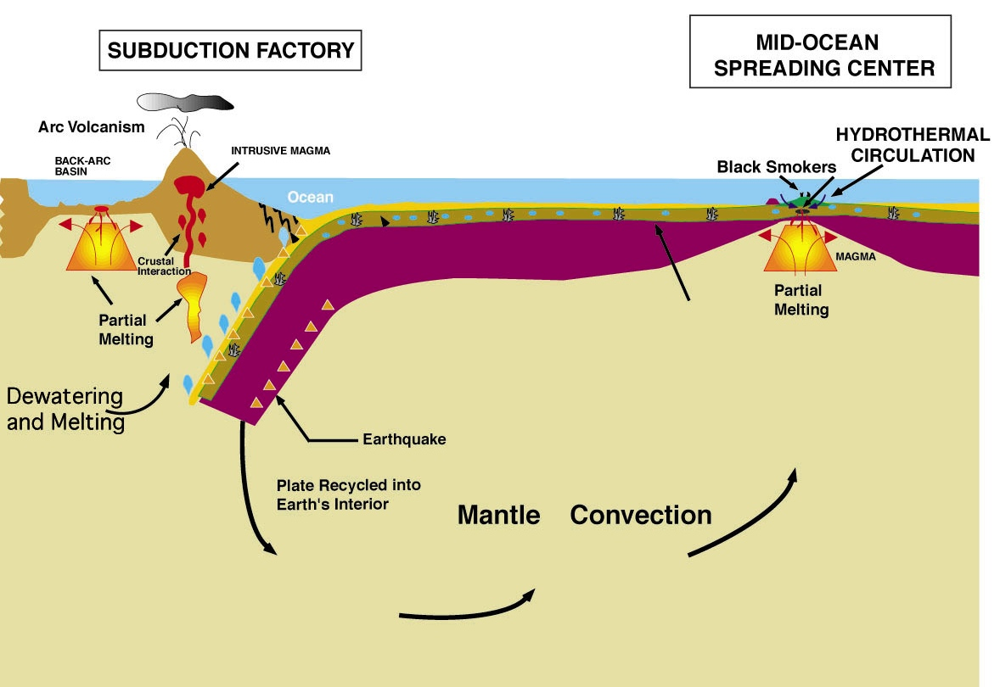 SUBDUCTION FACTORY
MID-OCEAN
SPREADING CENTER
Arc Volcanism
BACK-ARC
BASIN
INTRUSIVE MAGMA
Ocean
HYDROTHERMAL
CIRCULATION
Black Smokers
Crustal
Interaction
MAGMA
Partial
Melting
Partial
Melting
Dewatering
and Melting
Earthquake
Plate Recycled into
Earth's Interior
Mantle Convection